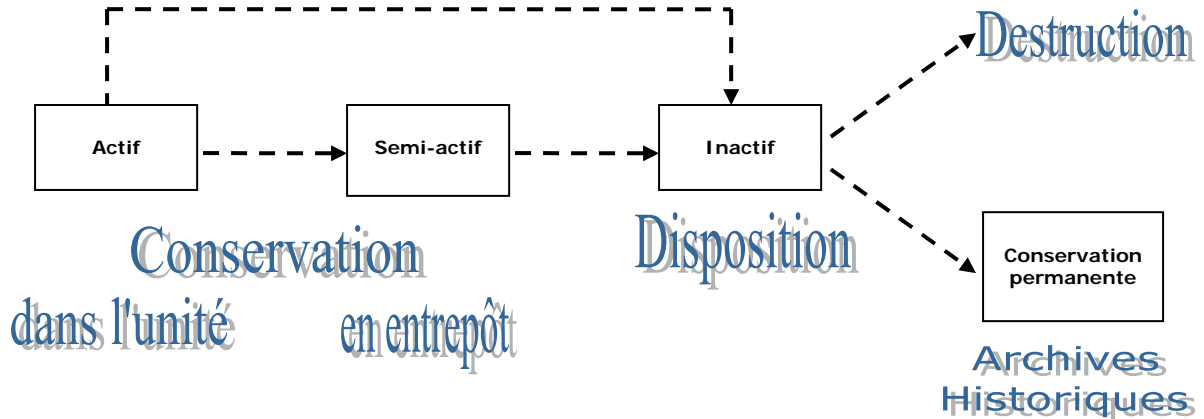 Destruction
Actif
Semi-actif
Inactif
Conservation
dans l'unité
en entrepôt
Disposition
Conservation
permanente
Archives
Historiques